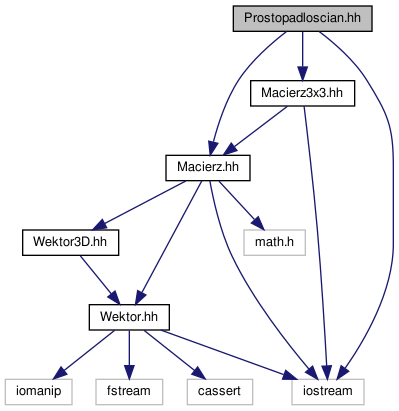 Prostopadloscian.hh
Macierz3x3.hh
Macierz.hh
Wektor3D.hh
math.h
Wektor.hh
iomanip
fstream
cassert
iostream